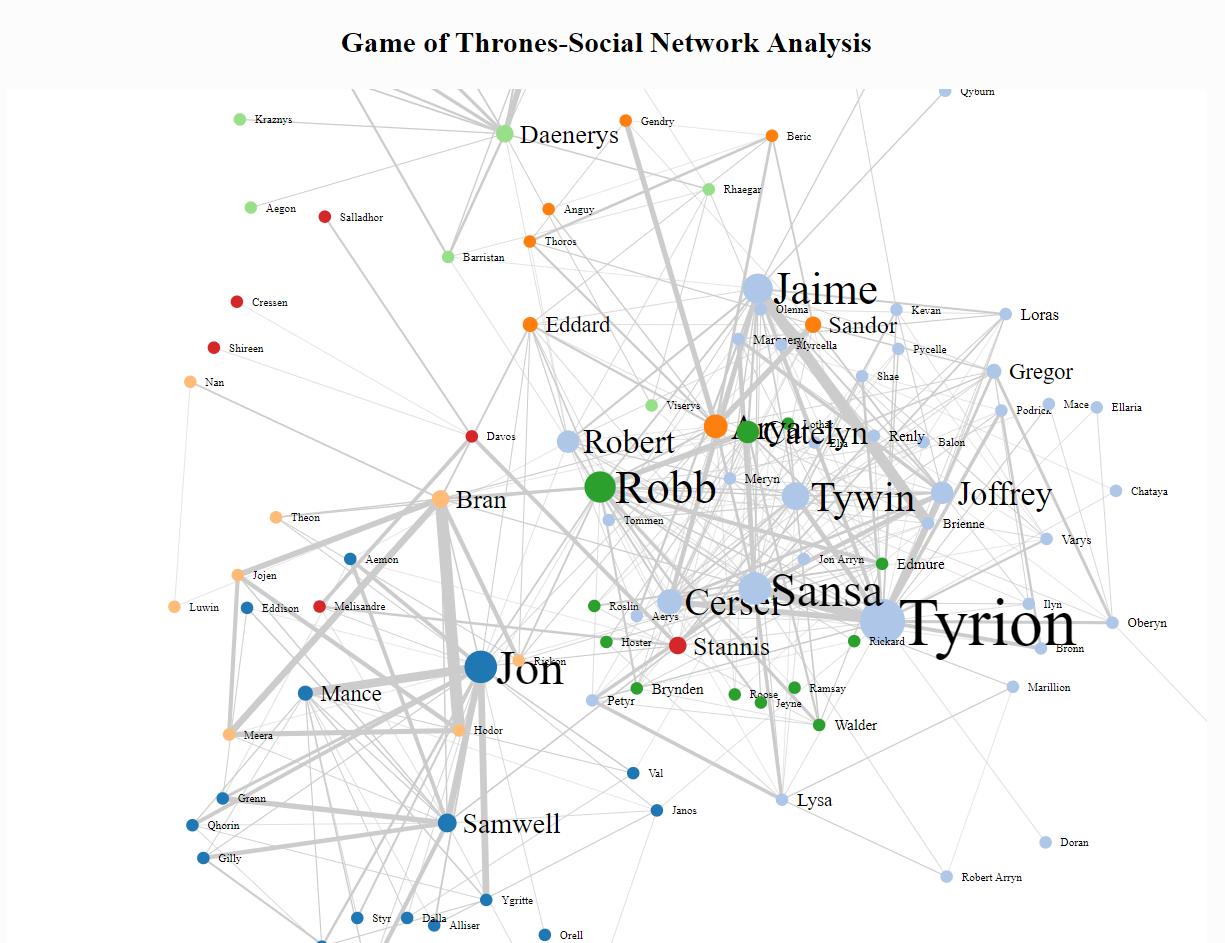 Game of Thrones-Social Network Analysis
Qyburn
Kraznys
Gendry
Daenerys
Beric
Rhaegar
Aegon
Anguy
Salladhor
Thoros
Barristan
Jaime
Cressen
Olenna
Kevan
Loras
Eddard
Sandor
Margaery
Myrcella
Shireen
Pycelle
Gregor
Shae
Nan
Viserys
Podrick
Mace
Ellaria
Lothar
Arya
Catelyn
Davos
Robert
Renly
Elia
Balon
Meryn
Robb
Chataya
Tywin
Joffrey
Bran
Theon
Tommen
Brienne
Varys
Aemon
Jon Arryn
Edmure
Jojen
Sansa
Cersei
Luwin
Eddison
Melisandre
Roslin
Ilyn
Aerys
Tyrion
Oberyn
Hoster
Rickard
Stannis
Bronn
Rickon
Jon
Marillion
Mance
Brynden
Ramsay
Roose
Petyr
Jeyne
Walder
Meera
Hodor
Val
Grenn
Lysa
Janos
Qhorin
Samwell
Doran
Gilly
Robert Arryn
Ygritte
Styr
Dalla
Alliser
Orell